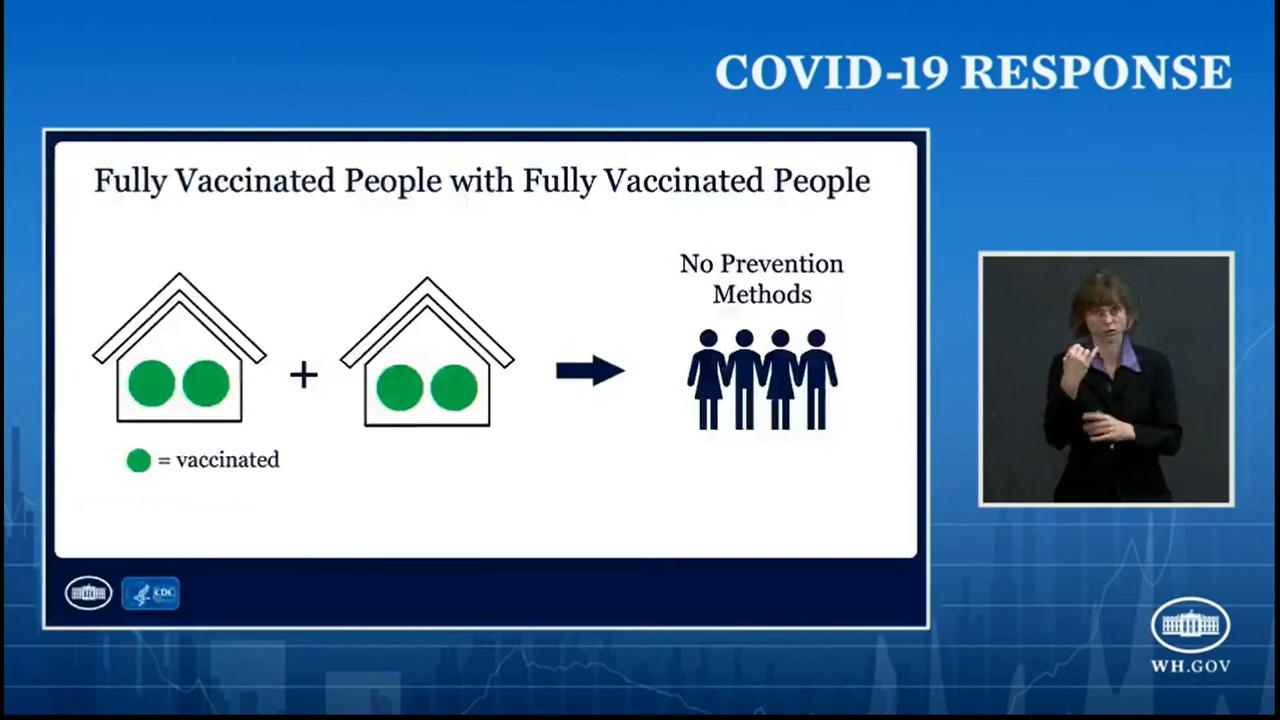 COVID-19 RESPONSE
Fully Vaccinated People with Fully Vaccinated People
No Prevention
Methods
+
= vaccinated
CDC
WH.GOV